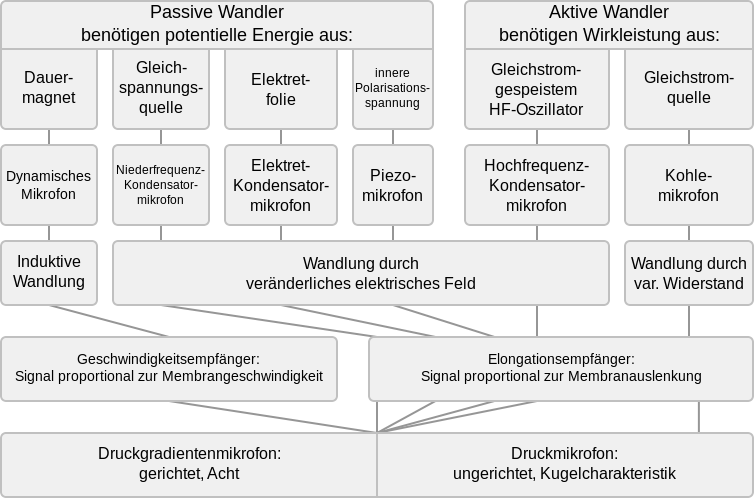 Passive Wandler
benötigen potentielle Energie aus:
Aktive Wandler
benötigen Wirkleistung aus:
Dauer-
magnet
Gleich-
spannungs-
quelle
Elektret-
folie
innere
Polarisations-
spannung
Gleichstrom-
gespeistem
HF-Oszillator
Gleichstrom-
quelle
Dynamisches
Mikrofon
Niederfrequenz-
Kondensator-
mikrofon
Elektret-
Kondensator-
mikrofon
Piezo-
mikrofon
Hochfrequenz-
Kondensator-
mikrofon
Kohle-
mikrofon
Induktive
Wandlung
Wandlung durch
veränderliches elektrisches Feld
Wandlung durch
var. Widerstand
Geschwindigkeitsempfänger:
Signal proportional zur Membrangeschwindigkeit
Elongationsempfänger:
Signal proportional zur Membranauslenkung
Druckgradientenmikrofon:
gerichtet, Acht
Druckmikrofon:
ungerichtet, Kugelcharakteristik